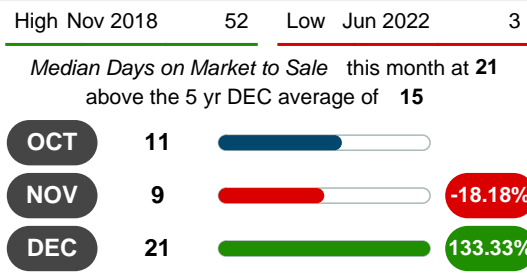 High Nov 2018 52 Low Jun 2022 3
Median Days on Market to Sale this month at 21
above the 5 yr DEC average of 15
OCT 11
NOV 9 -18.18%
DEC 21 133.33%